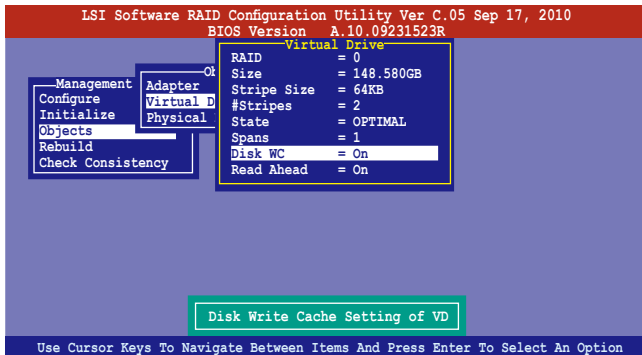 LSI Software RAID Configuration Utility Ver C.05 Sep 17, 2010
BIOS Version A.10.09231523R
Management
Configure
Initialize
Objects
Rebuild
Check Consistency
Adapter
Virtual
Physical
Virtual Drive
RAID = 0
Size = 148.580GB
Stripe Size = 64KB
#Stripes = 2
State = OPTIMAL
Spans = 1
Disk WC = On
Read Ahead = On
Disk Write Cache Setting of VD
Use Cursor Keys To Navigate Between Items And Press Enter To Select An Option